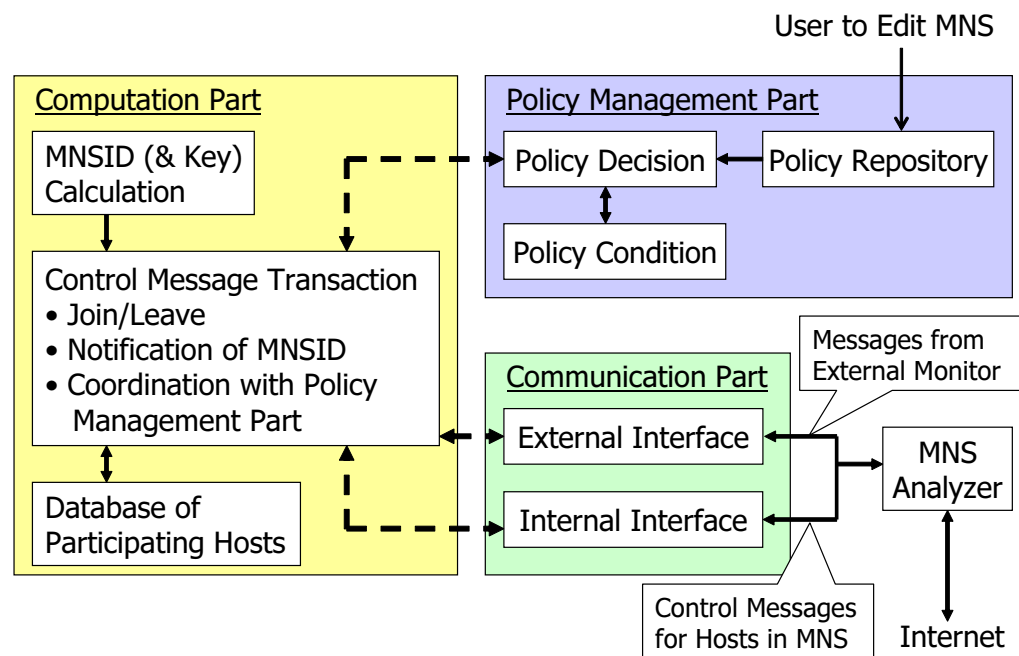 User to Edit MNS
Computation Part
MNSID (& Key)
Calculation
Control Message Transaction
• Join/Leave
• Notification of MNSID
• Coordination with Policy
Management Part
Database of
Participating Hosts
Policy Management Part
Policy Decision
Policy Repository
Policy Condition
Communication Part
External Interface
Internal Interface
Messages from
External Monitor
MNS
Analyzer
Control Messages
for Hosts in MNS
Internet